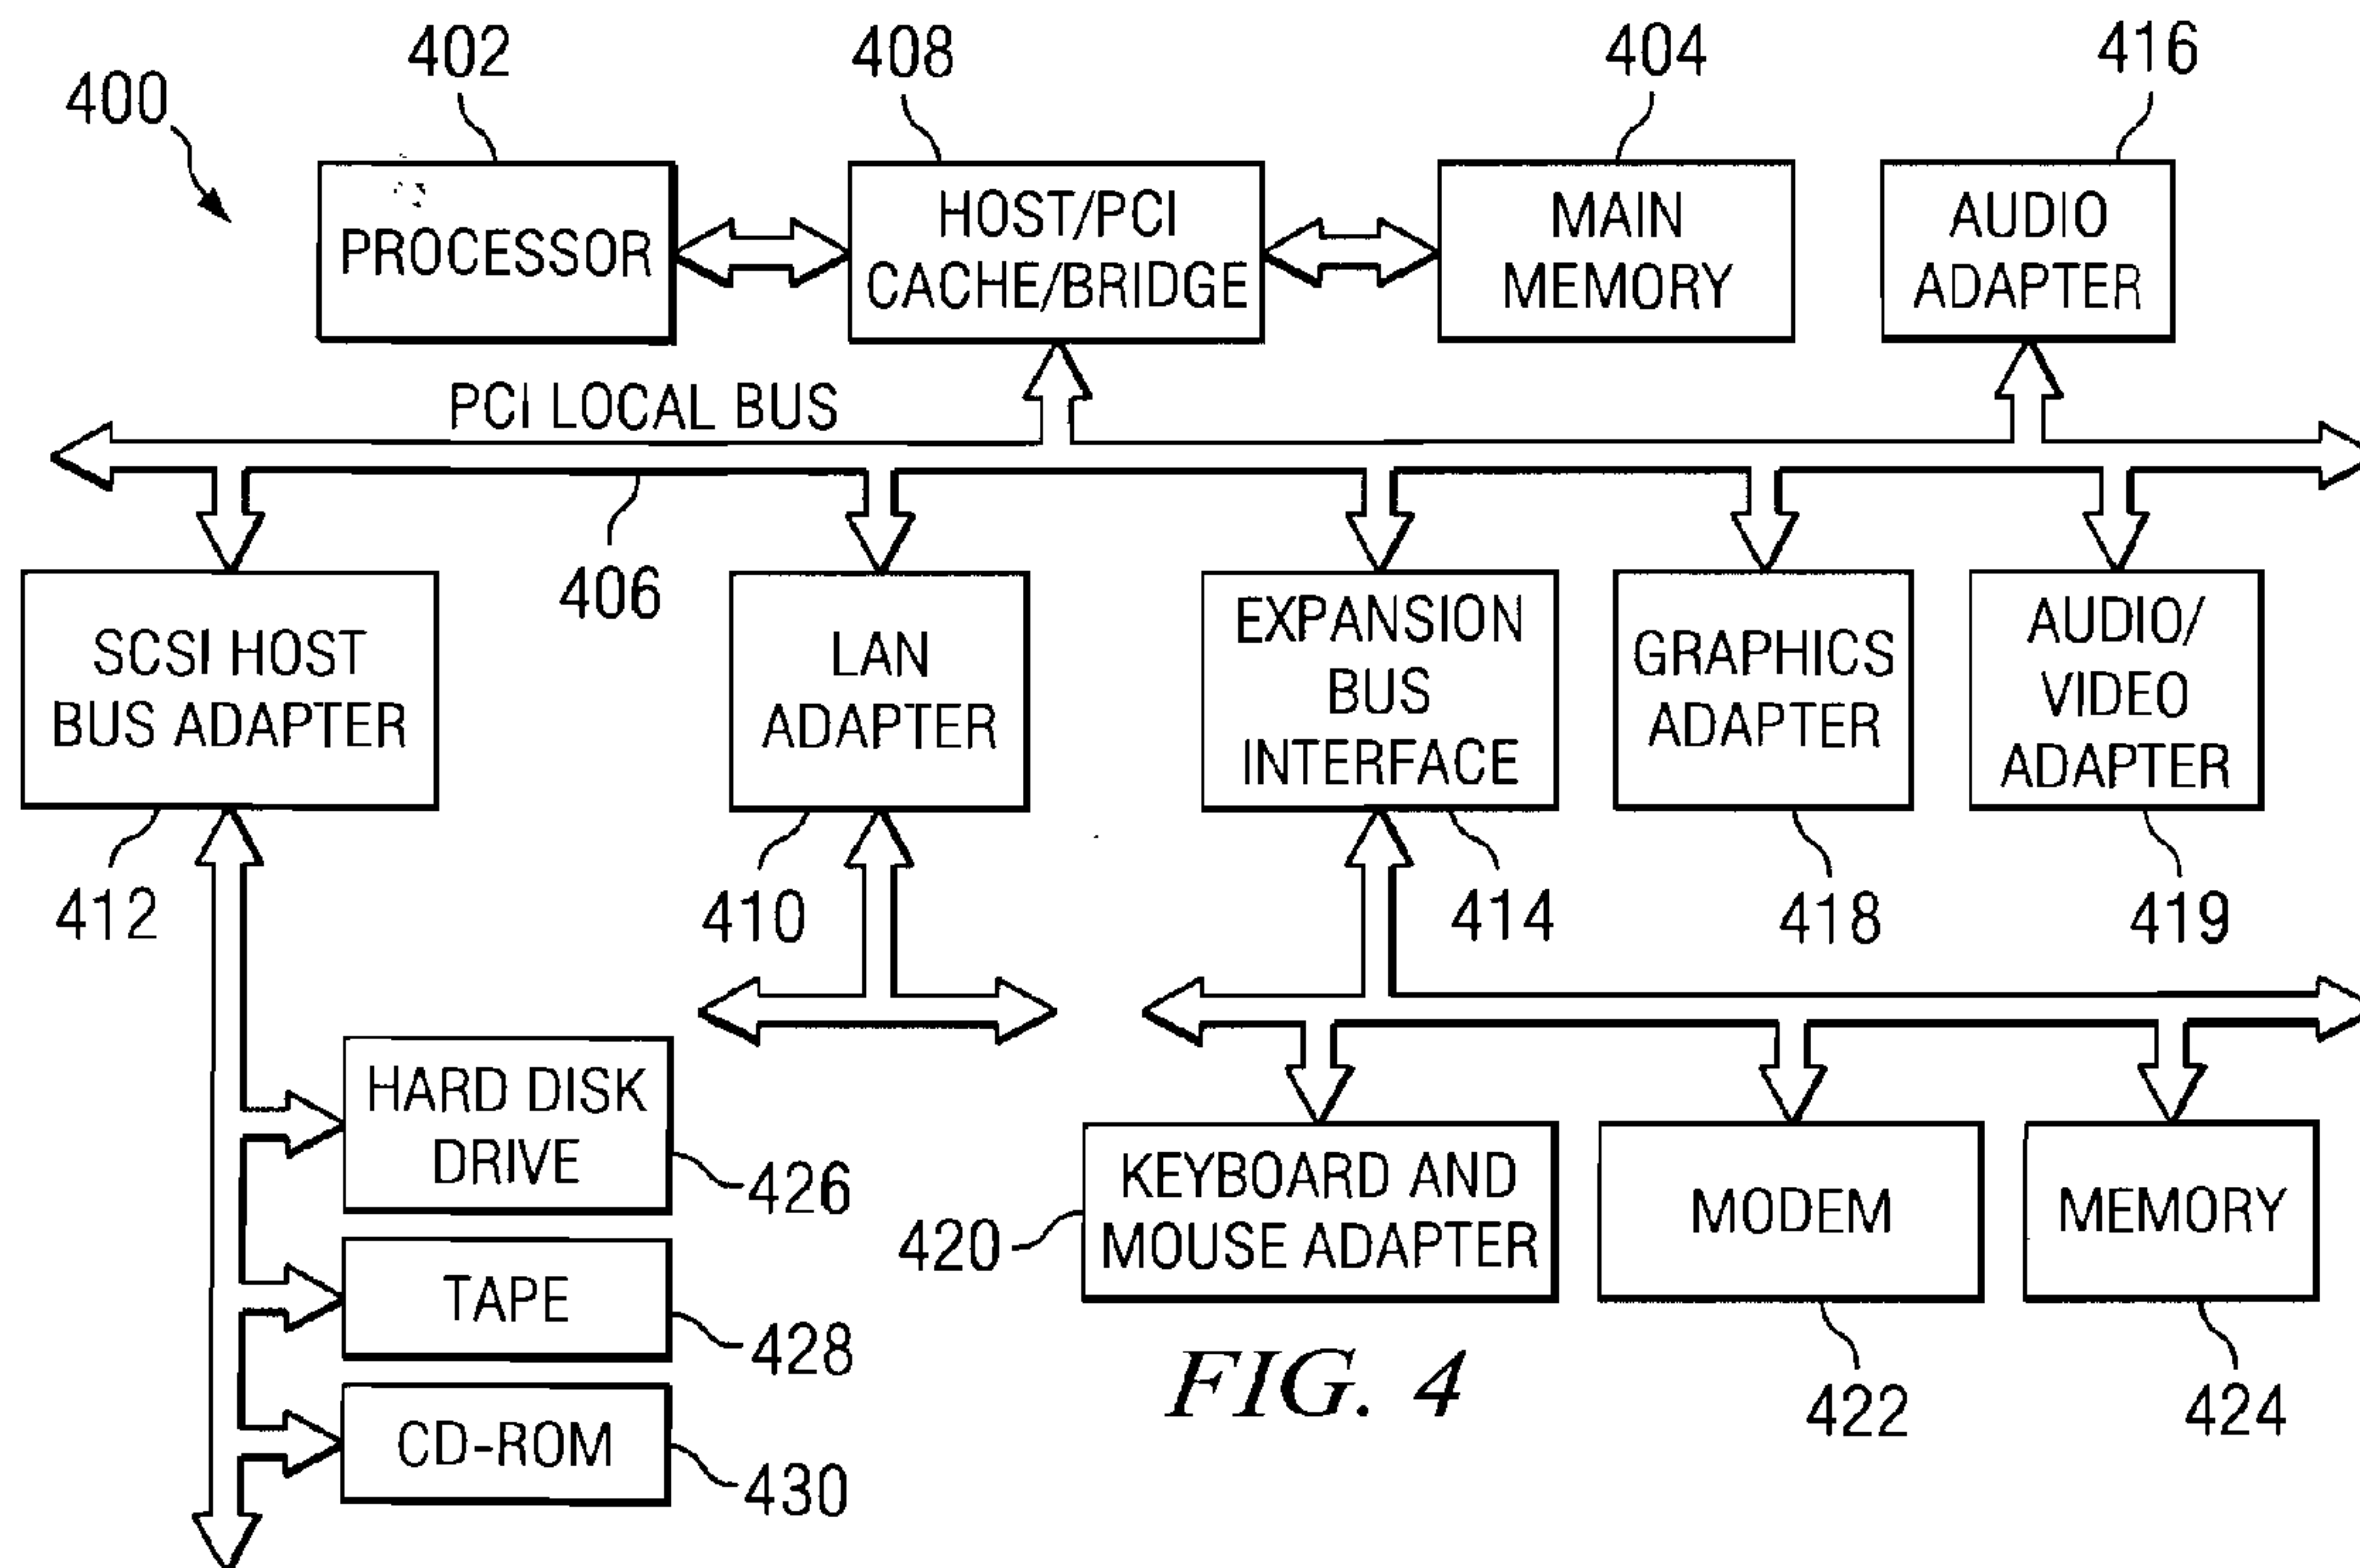 400
402
408
404
416
PROCESSOR
HOST/PCI
CACHE/BRIDGE
MAIN
MEMORY
AUDIO
ADAPTER
PCI LOCAL BUS
406
SCSI HOST
BUS ADAPTER
LAN
ADAPTER
EXPANSION
BUS
INTERFACE
GRAPHICS
ADAPTER
AUDIO/
VIDEO
ADAPTER
412
410
414
418
419
HARD DISK
DRIVE
426
TAPE
428
CD-ROM
430
420
KEYBOARD AND
MOUSE ADAPTER
MODEM
MEMORY
422
424
FIG. 4